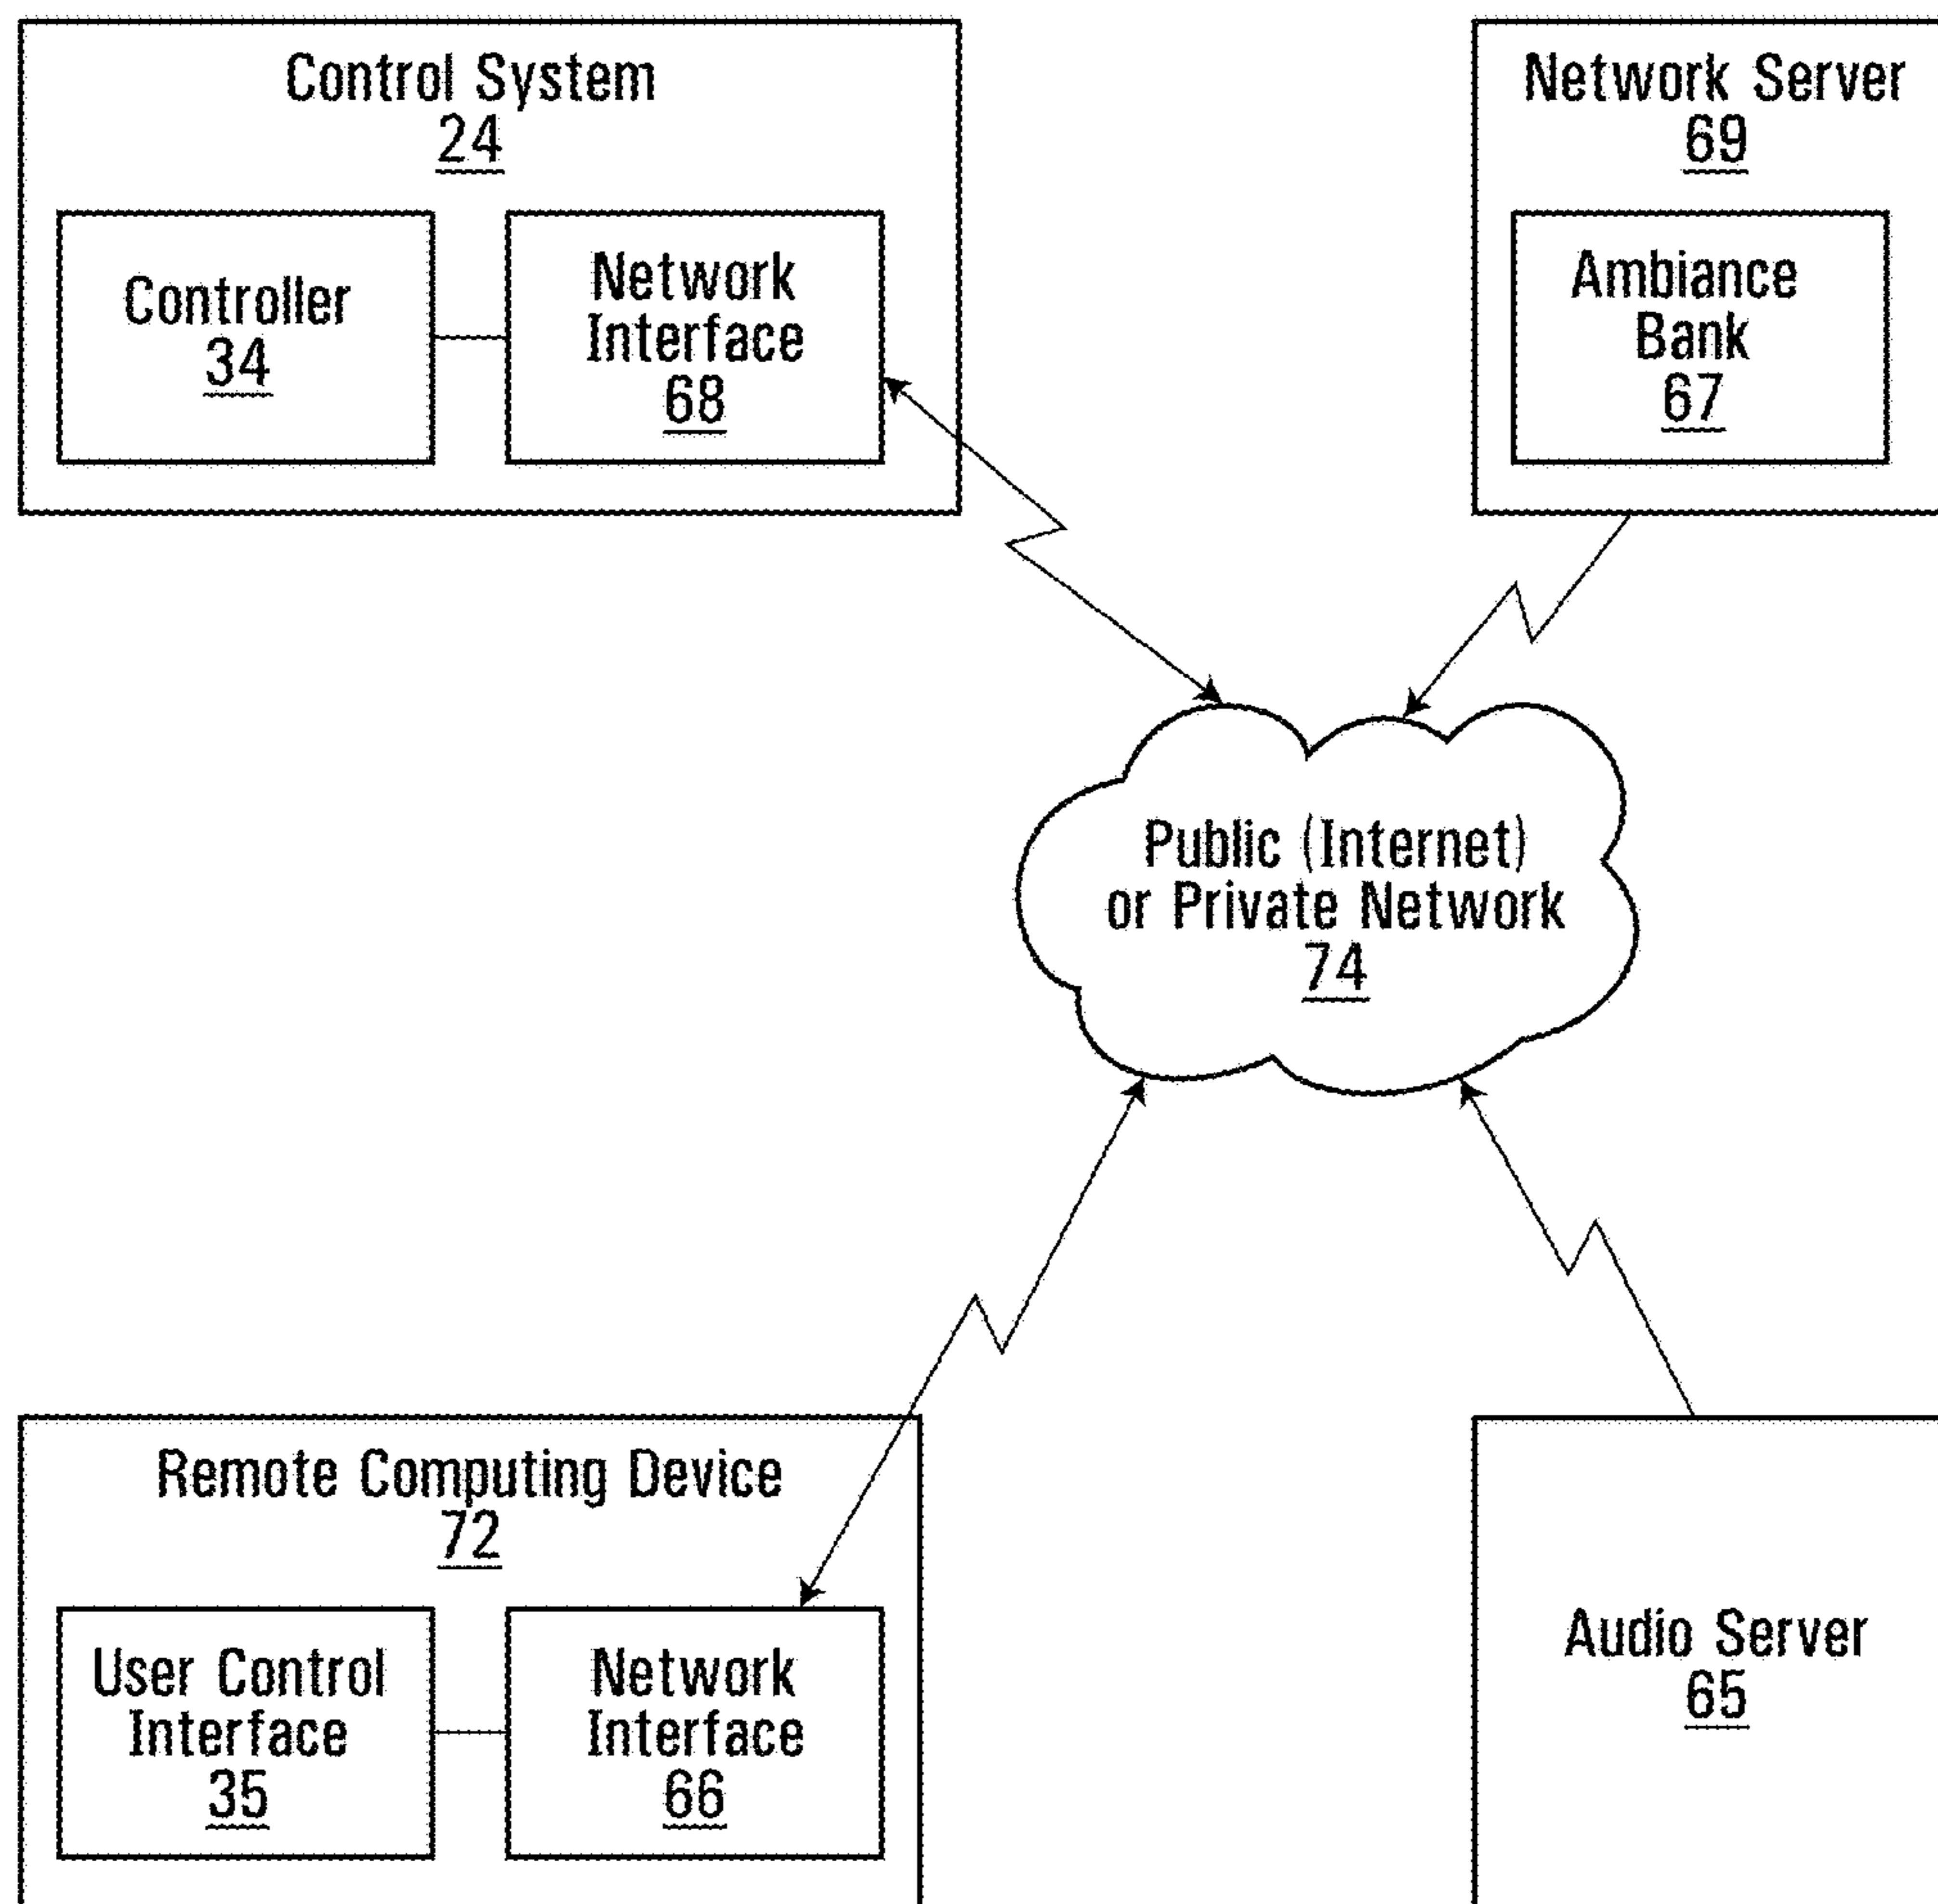 Control System
24
Controller
34
Network
Interface
68
Network Server
69
Ambiance
Bank
67
Public (Internet)
or Private Network
74
Remote Computing Device
72
User Control
Interface
35
Network
Interface
66
Audio Server
65